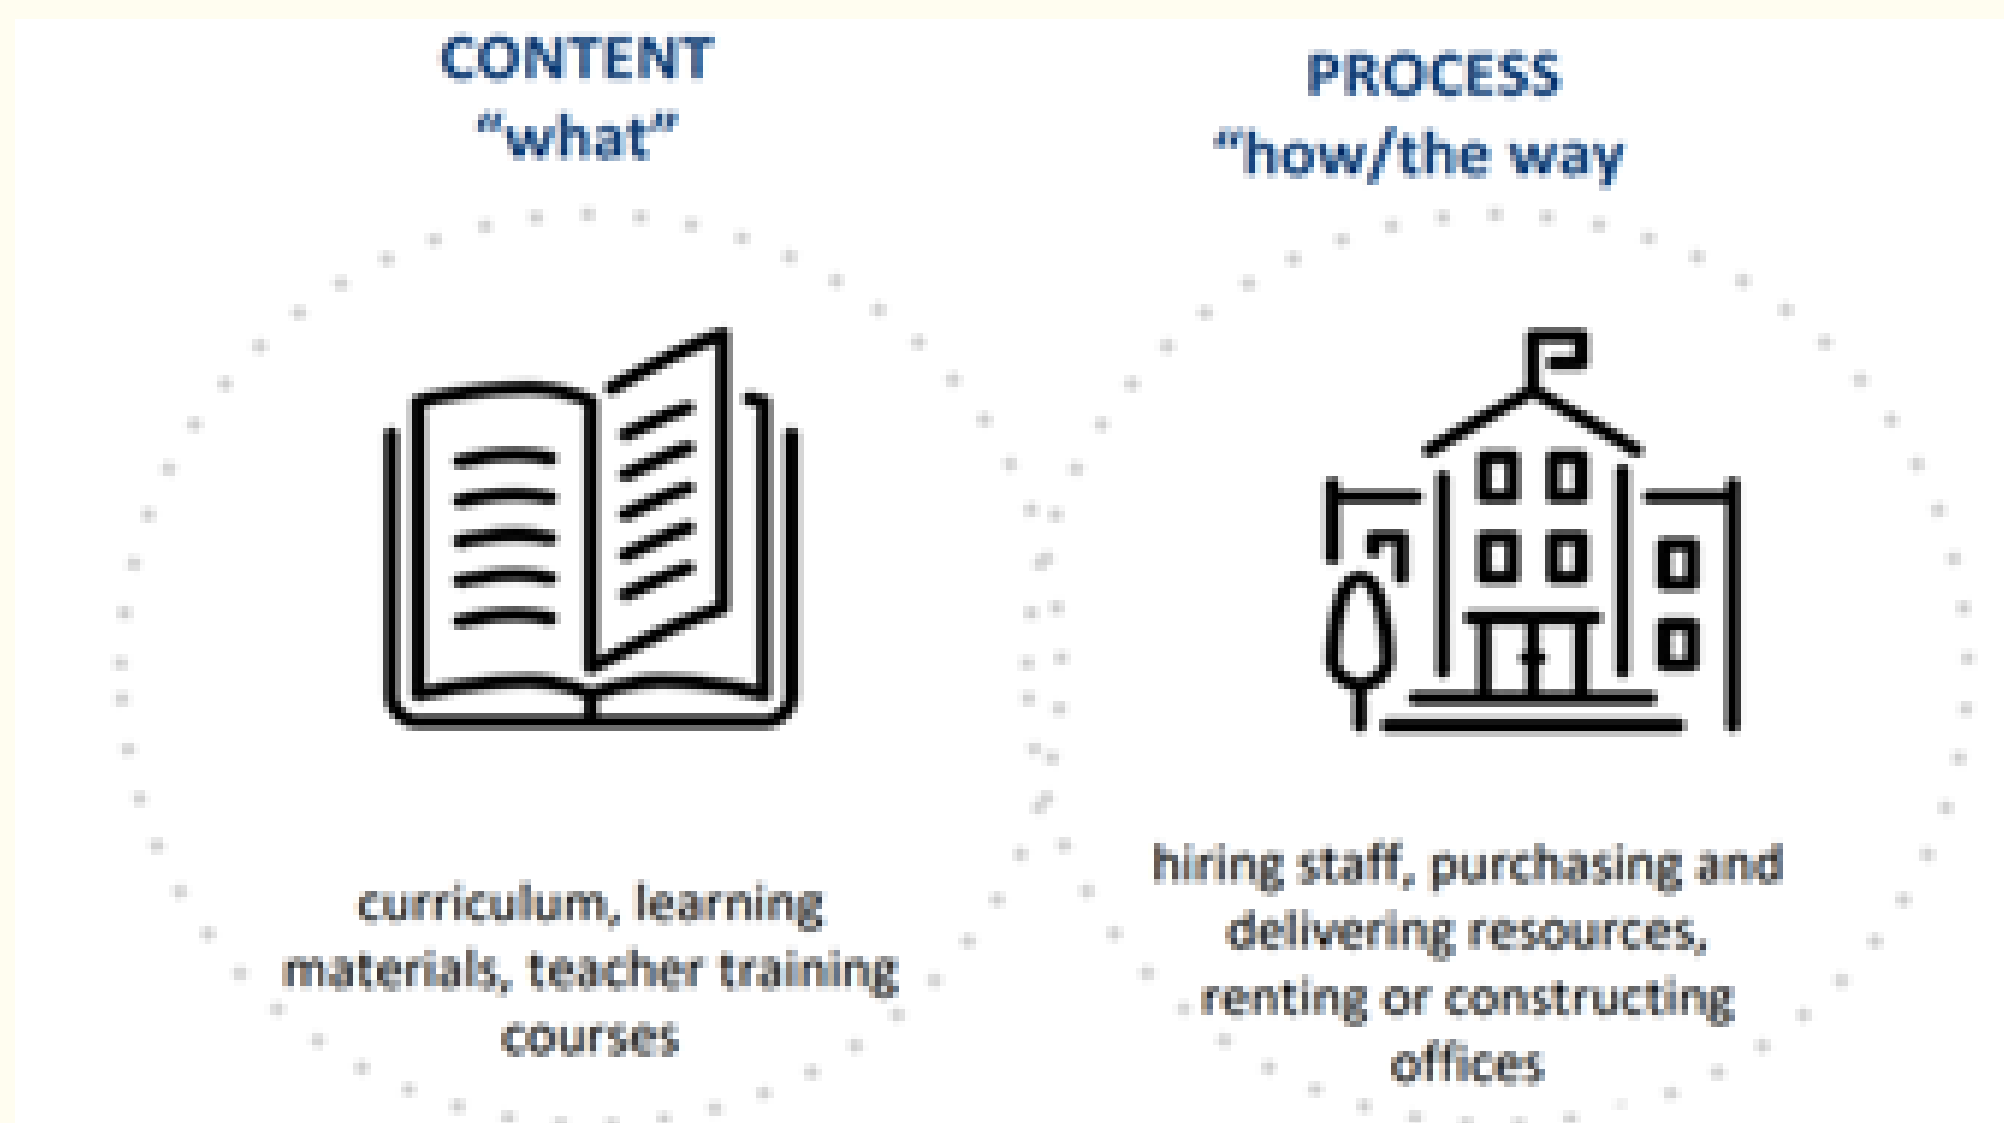 CONTENT
“what”
curriculum, learning
materials, teacher training
courses
PROCESS
“how/the way
hiring staff, purchasing and
delivering resources,
renting or constructing
offices